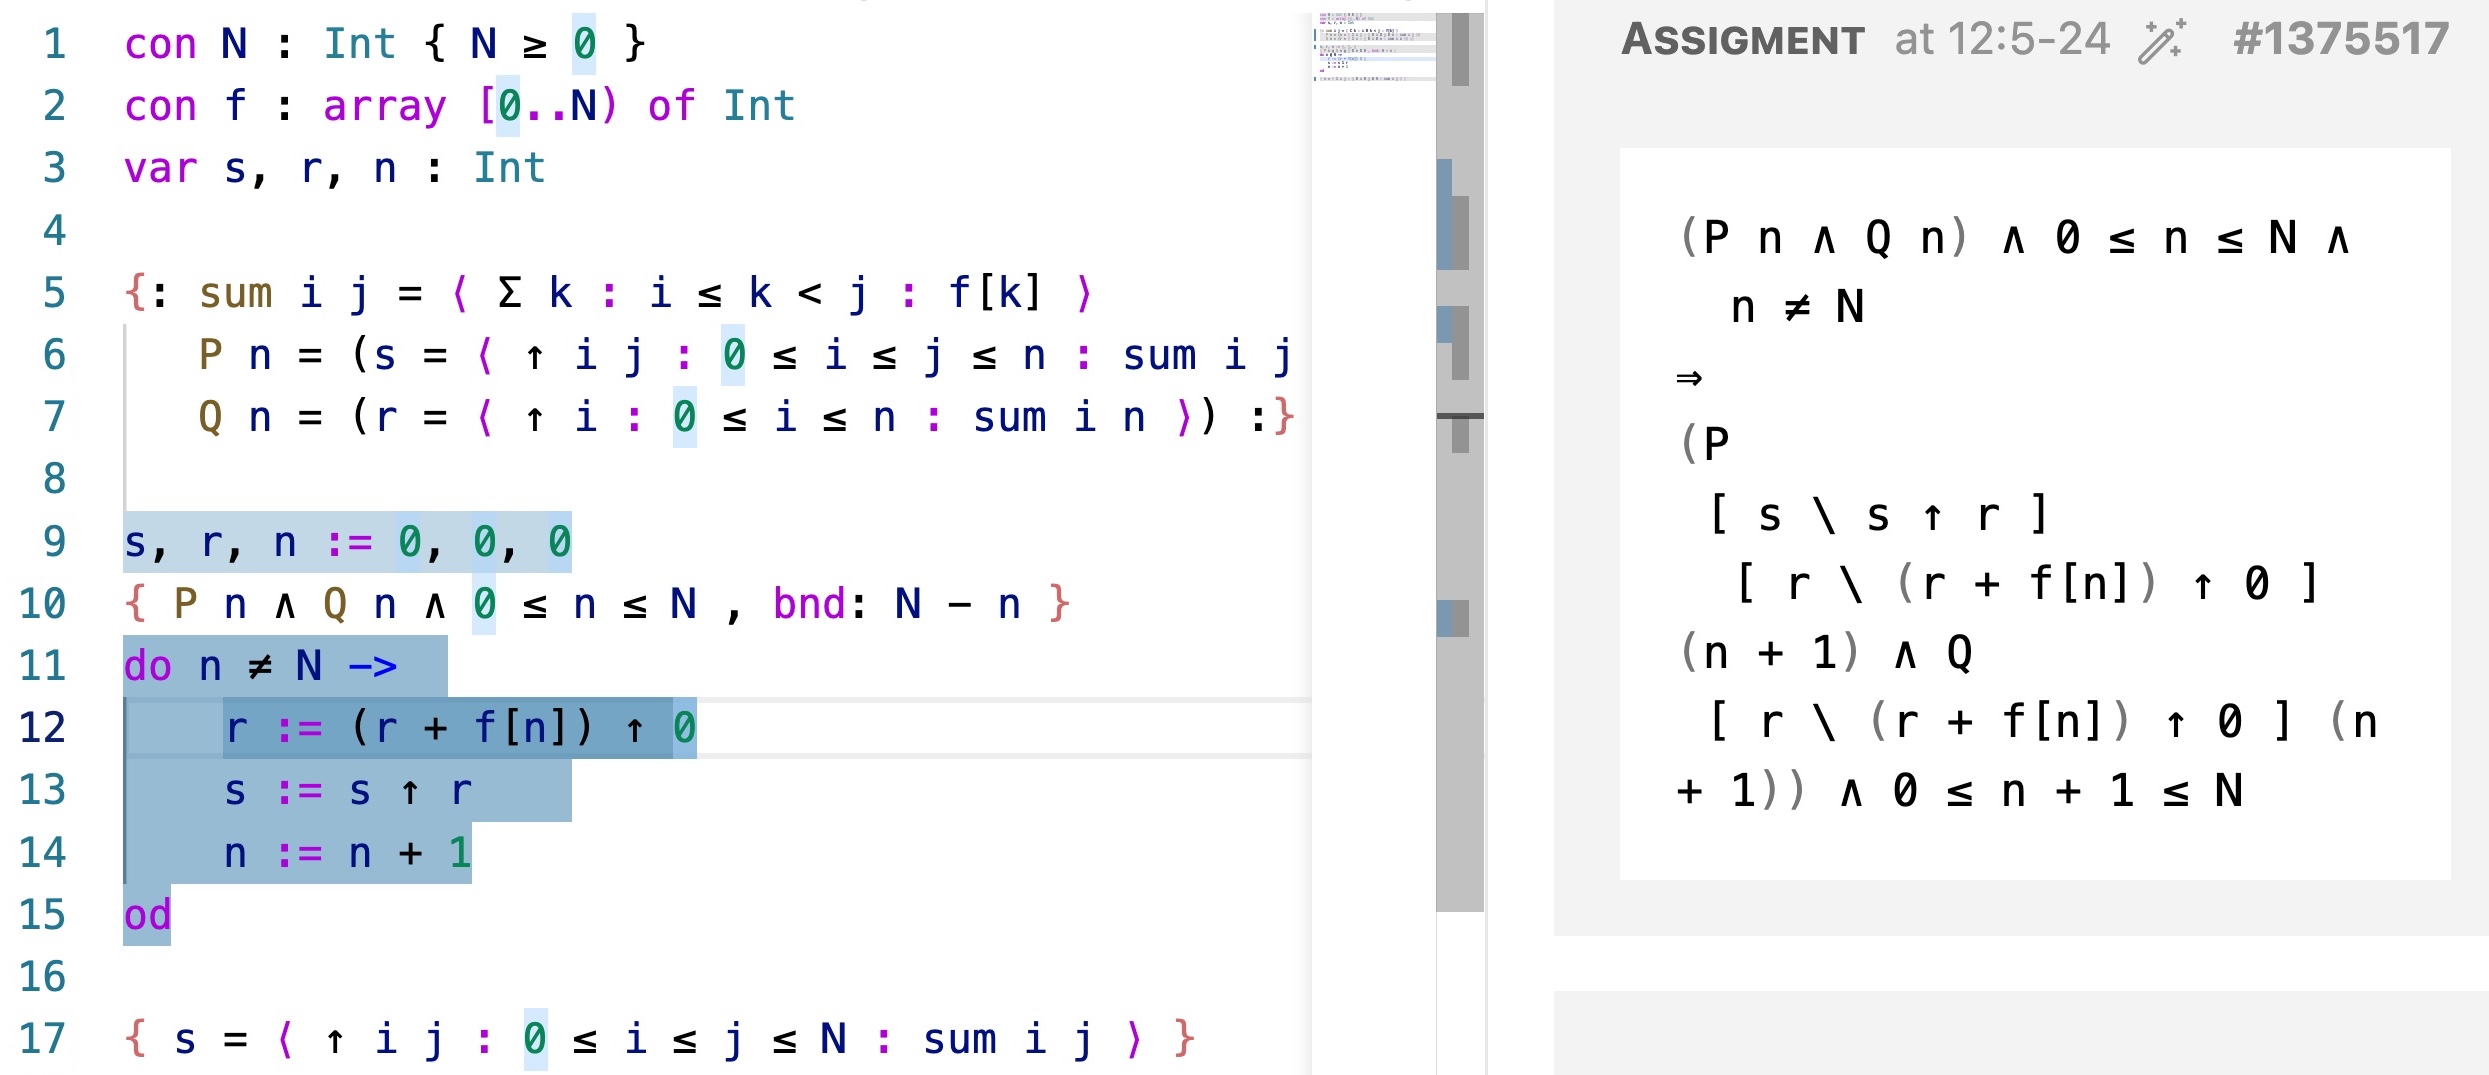 1 con N : Int { N ≥ 0 }
2 con f : array [0..N) of Int
3 var s, r, n : Int
4
5 {: sum i j = ⟨ Σ k : i ≤ k < j : f[k] ⟩
6 P n = (s = ⟨ ↑ i j : 0 ≤ i ≤ j ≤ n : sum i j
7 Q n = (r = ⟨ ↑ i : 0 ≤ i ≤ n : sum i n ⟩) :}
8
9 s, r, n := 0, 0, 0
10 { P n ∧ Q n ∧ 0 ≤ n ≤ N , bnd: N - n }
11 do n ≠ N ->
12 r := (r + f[n]) ↑ 0
13 s := s ↑ r
14 n := n + 1
15 od
16
17 { s = ⟨ ↑ i j : 0 ≤ i ≤ j ≤ N : sum i j ⟩ }
ASSIGMENT at 12:5-24 #1375517
(P n ∧ Q n) ∧ 0 ≤ n ≤ N ∧
n ≠ N
⇒
(P
[ s \ s ↑ r ]
[ r \ (r + f[n]) ↑ 0 ]
(n + 1) ∧ Q
[ r \ (r + f[n]) ↑ 0 ] (n
+ 1)) ∧ 0 ≤ n + 1 ≤ N